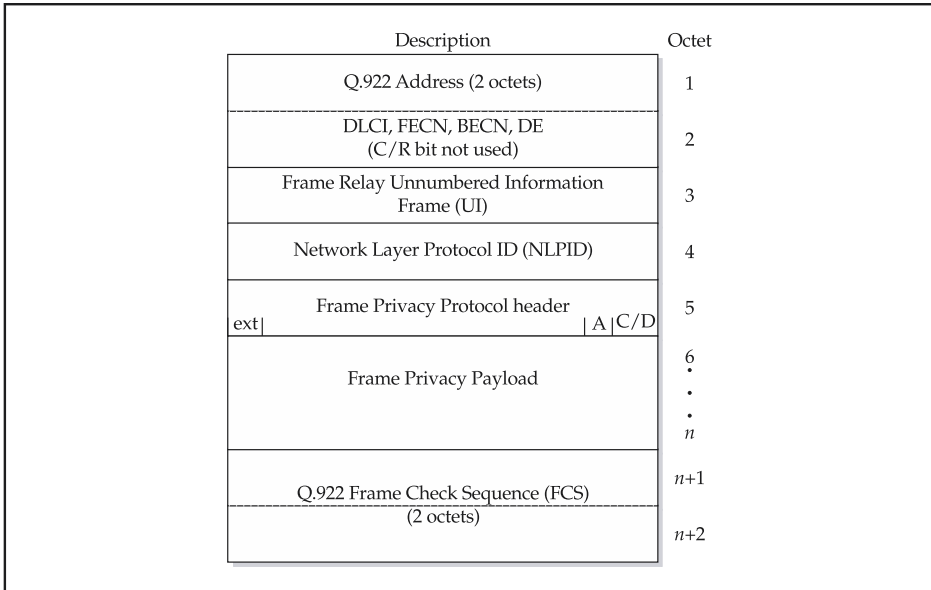 Description Octet
Q.922 Address (2 octets) 1
DLCI, FECN, BECN, DE
(C/R bit not used) 2
Frame Relay Unnumbered Information
Frame (UI) 3
Network Layer Protocol ID (NLPID) 4
Frame Privacy Protocol header 5
ext A C/D
6
Frame Privacy Payload
n
n+1
Q.922 Frame Check Sequence (FCS)
(2 octets)
n+2